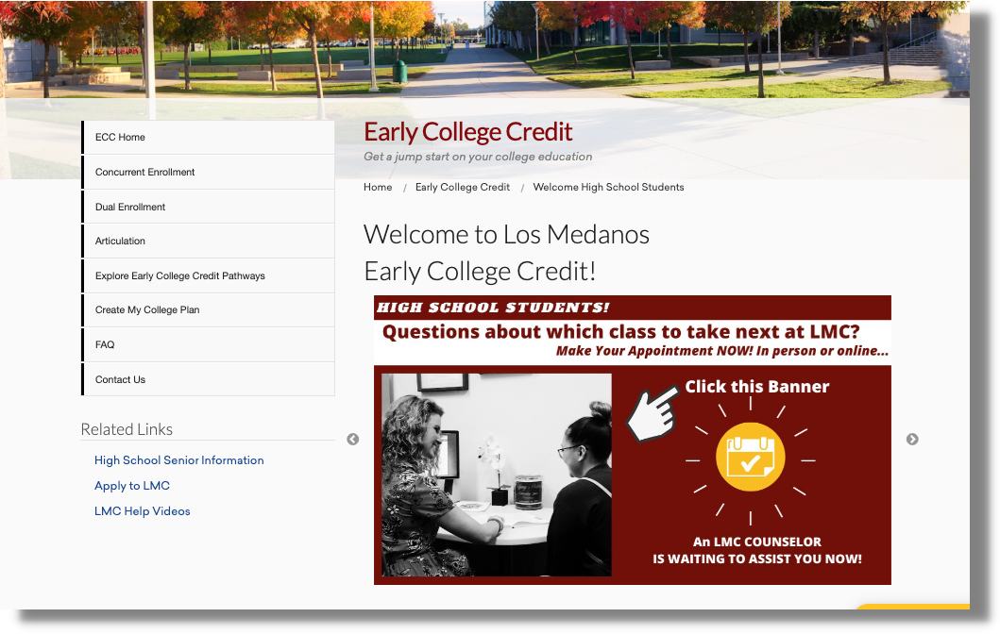 ECC Home
Concurrent Enrollment
Dual Enrollment
Articulation
Explore Early College Credit Pathways
Create My College Plan
FAQ
Contact Us
Related Links
High School Senior Information
Apply to LMC
LMC Help Videos
Early College Credit
Get a jump start on your college education
Home / Early College Credit / Welcome High School Students
Welcome to Los Medanos
Early College Credit!
HIGH SCHOOL STUDENTS!
Questions about which class to take next at LMC?
Make Your Appointment NOW! In person or online...
Click this Banner
An LMC COUNSELOR
IS WAITING TO ASSIST YOU NOW!